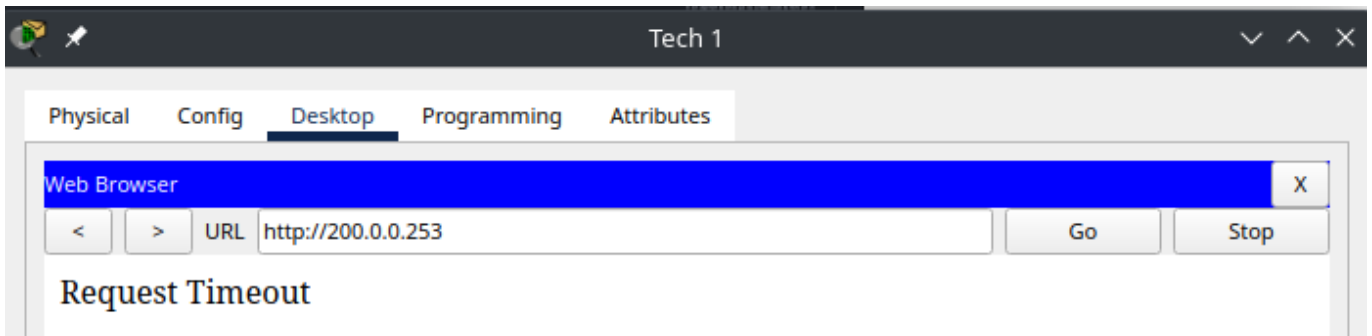 Tech 1
Physical Config Desktop Programming Attributes
Web Browser X
< > URL http://200.0.0.253 Go Stop
Request Timeout